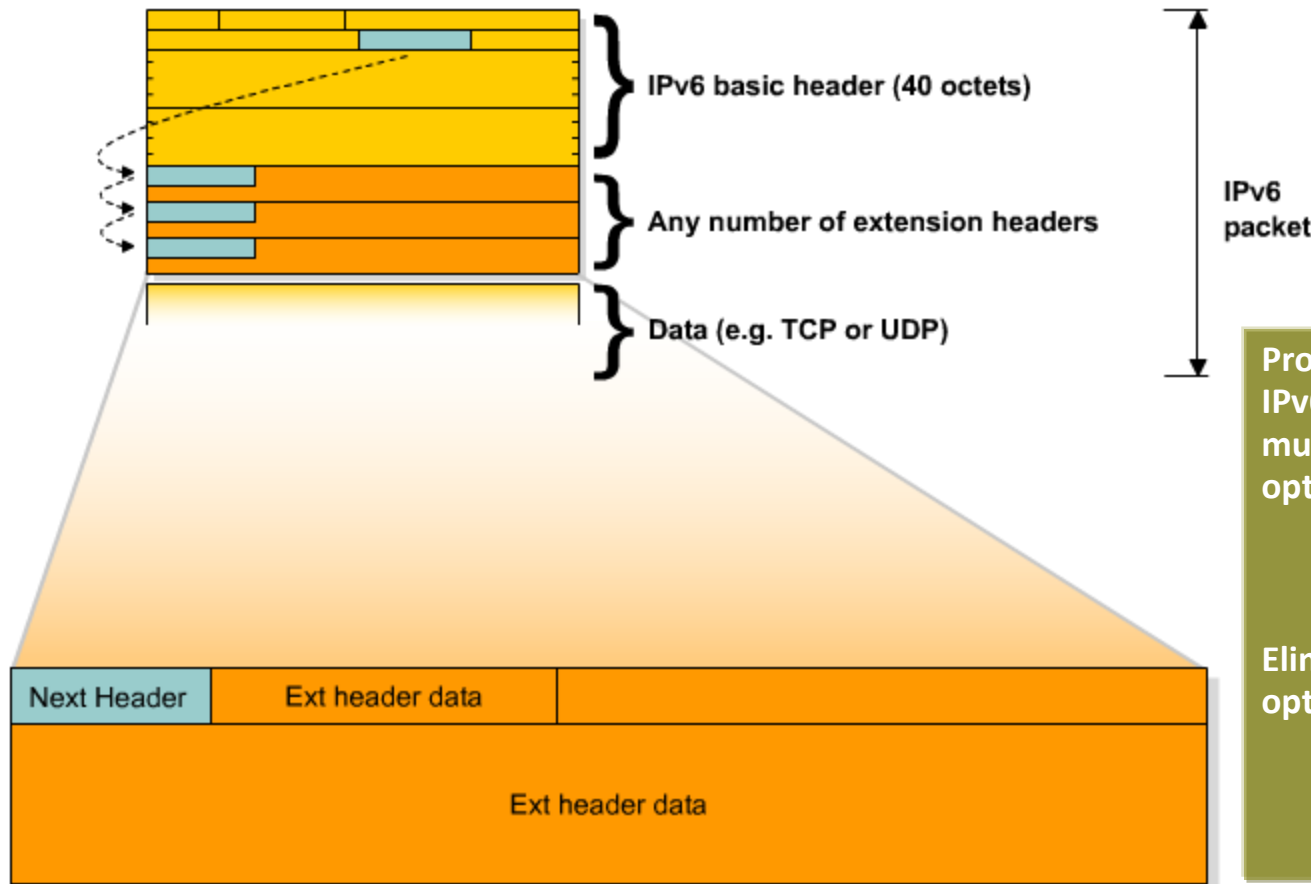 IPv6 basic header (40 octets)
Any number of extension headers
IPv6
packet
Data (e.g. TCP or UDP)
Next Header
Ext header data
Ext header data